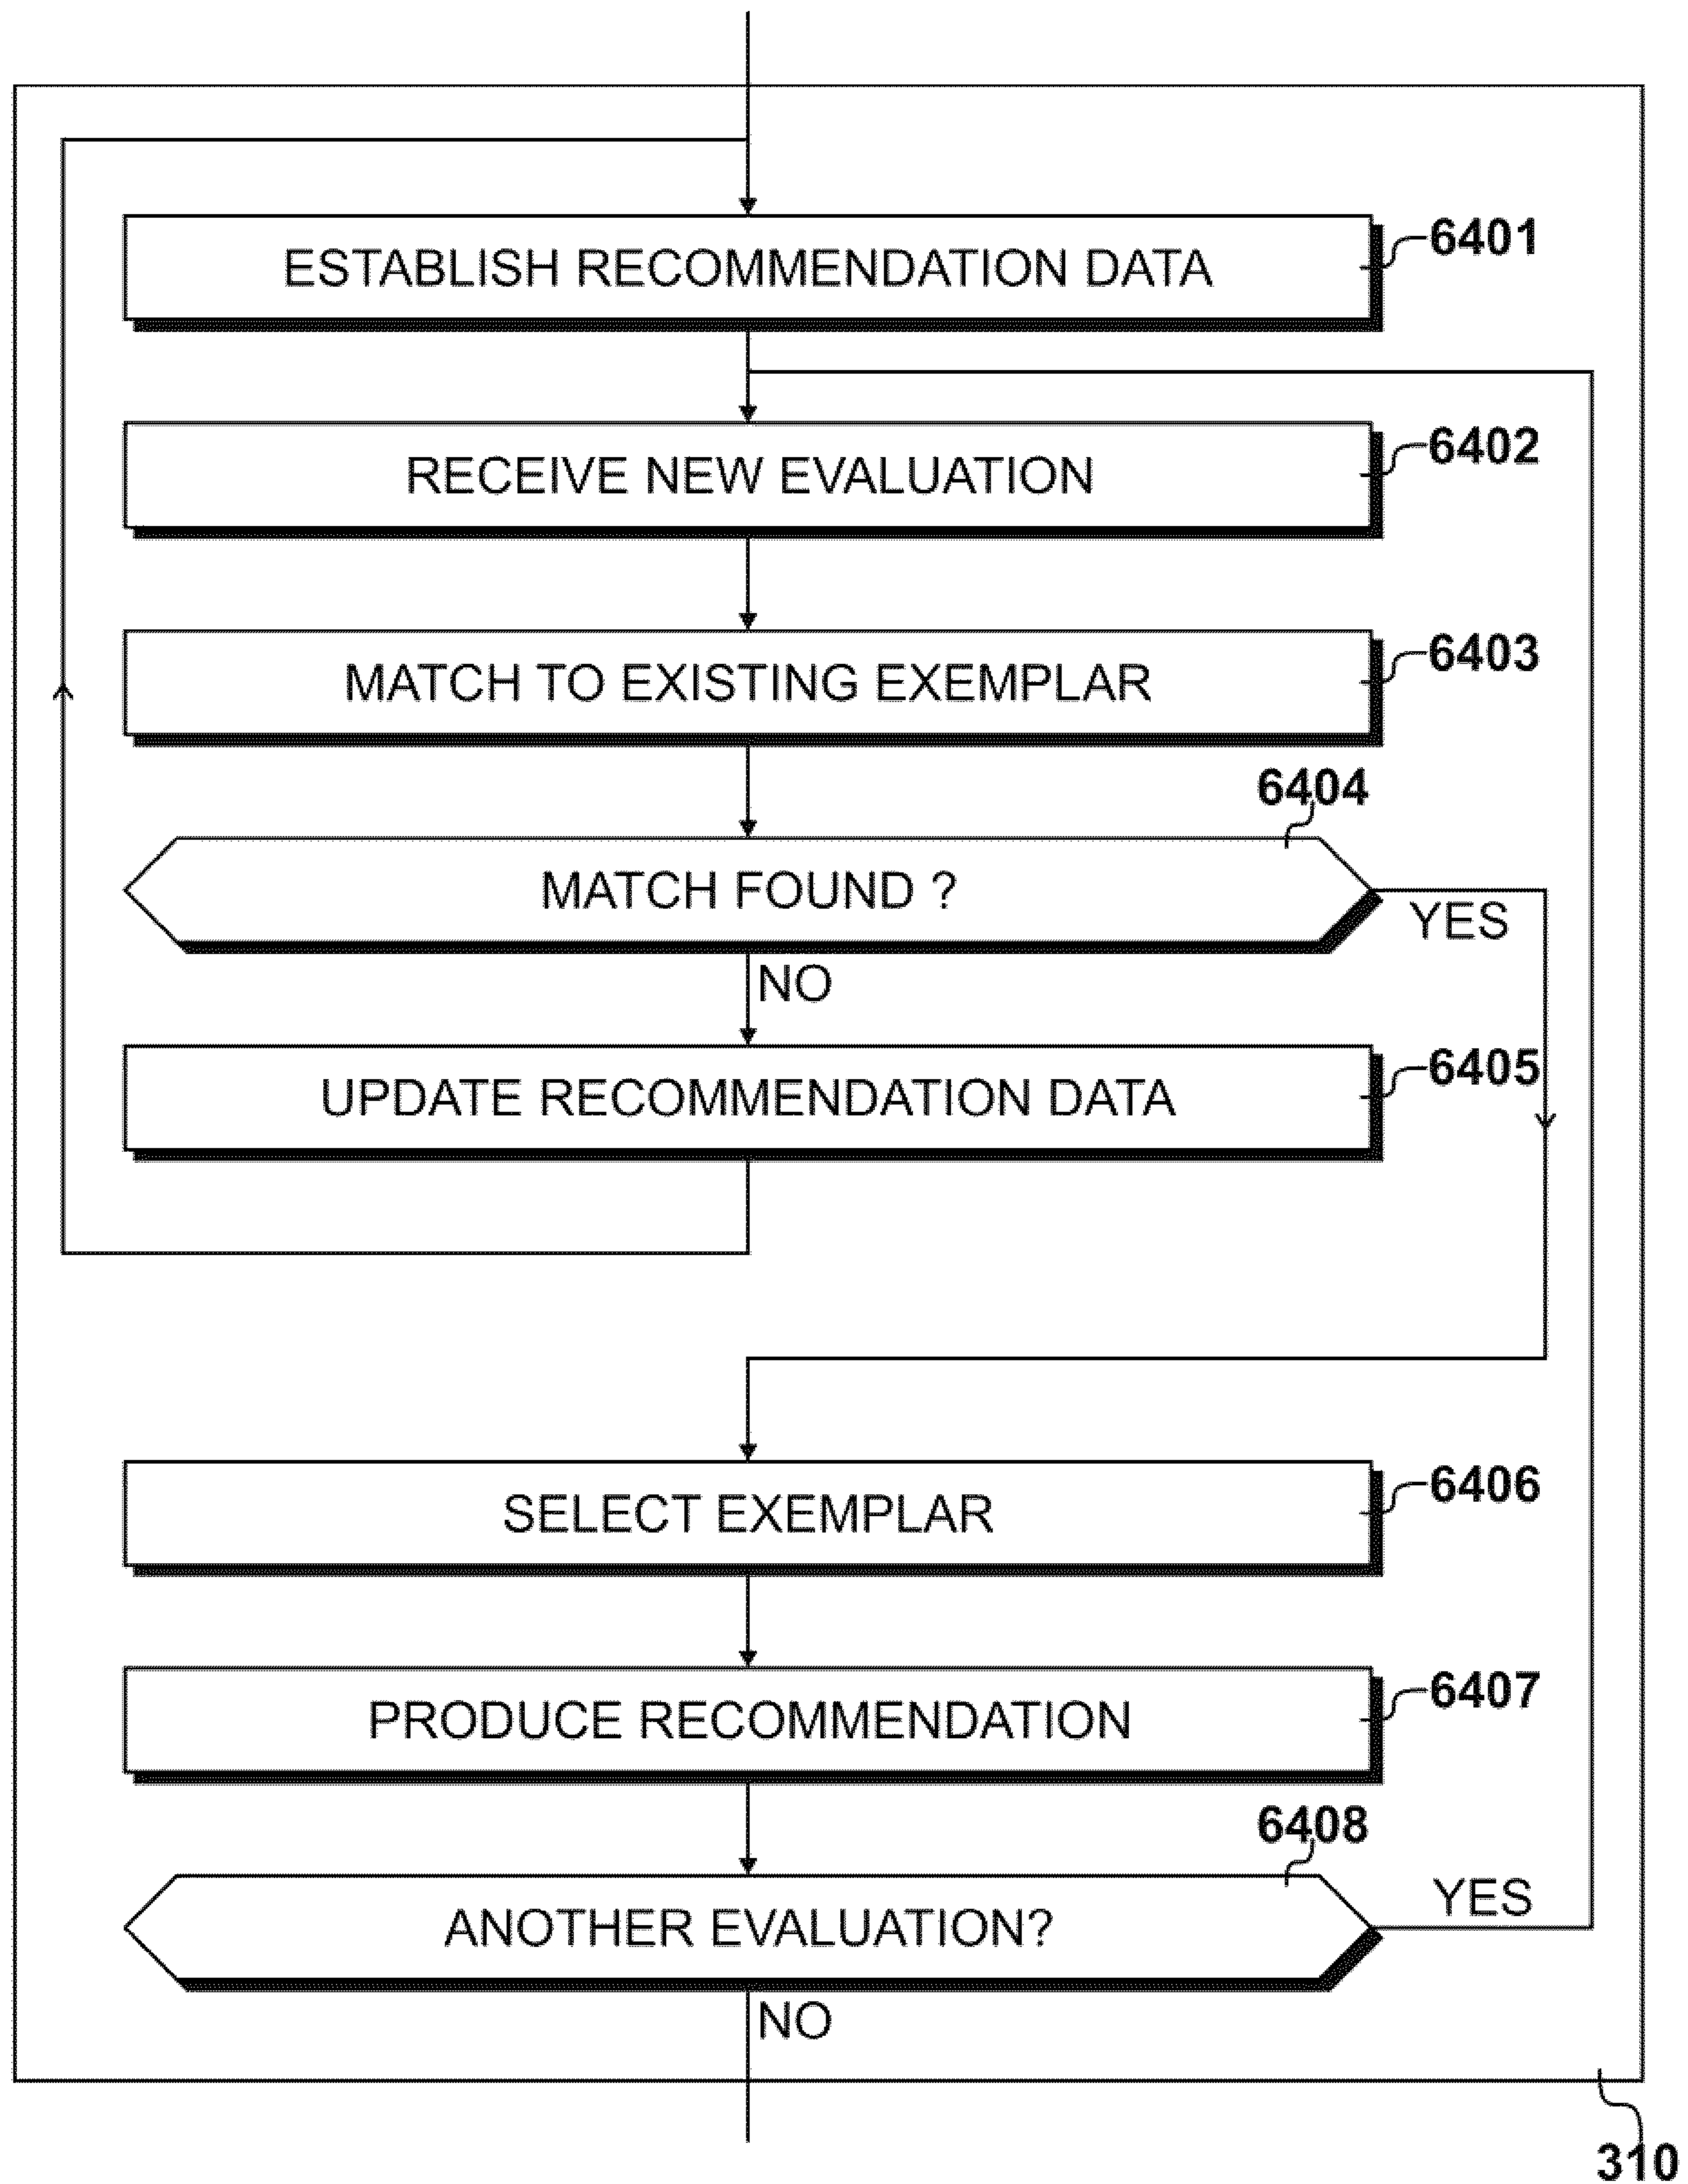 ESTABLISH RECOMMENDATION DATA
6401
RECEIVE NEW EVALUATION
6402
MATCH TO EXISTING EXEMPLAR
6403
6404
MATCH FOUND ?
YES
NO
UPDATE RECOMMENDATION DATA
6405
SELECT EXEMPLAR
6406
PRODUCE RECOMMENDATION
6407
6408
ANOTHER EVALUATION?
YES
NO
310